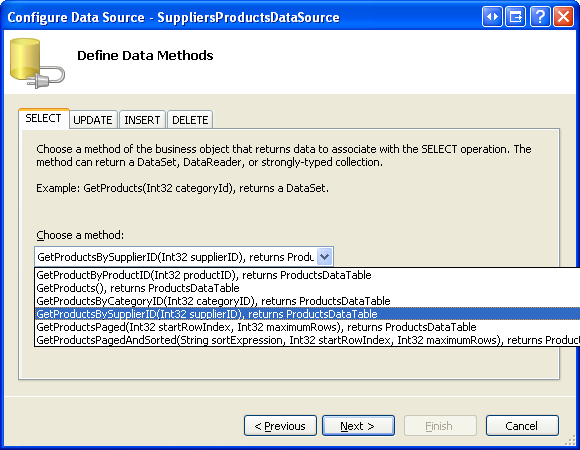 Configure Data Source - SuppliersProductsDataSource
Define Data Methods
SELECT UPDATE INSERT DELETE
Choose a method of the business object that returns data to associate with the SELECT operation. The
method can return a DataSet, DataReader, or strongly-typed collection.
Example: GetProducts(Int32 categoryId), returns a DataSet.
Choose a method:
GetProductsBySupplierID(Int32 supplierID), returns Produ
GetProductByProductID(Int32 productID), returns ProductsDataTable
GetProducts(), returns ProductsDataTable
GetProductsByCategoryID(Int32 categoryID), returns ProductsDataTable
GetProductsBySupplierID(Int32 supplierID), returns ProductsDataTable
GetProductsPaged(Int32 startRowIndex, Int32 maximumRows), returns ProductsDataTable
GetProductsPagedAndSorted(String sortExpression, Int32 startRowIndex, Int32 maximumRows), returns Product
< Previous Next > Finish Cancel